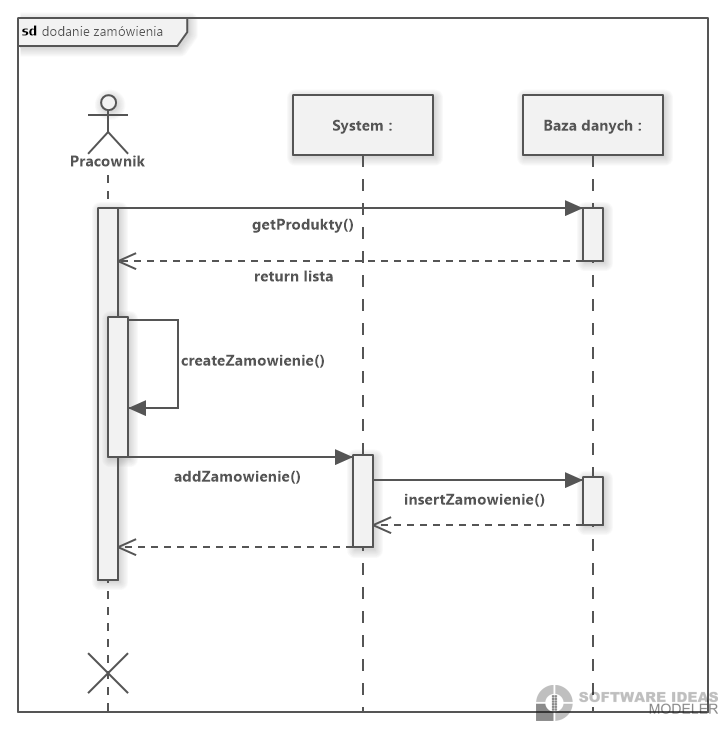 sd dodanie zamówienia
Pracownik
System :
Baza danych :
getProdukty()
return lista
createZamowienie()
addZamowienie()
insertZamowienie()
SOFTWARE IDEAS
MODELER